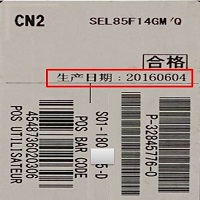 CN2 SEL85F14GM/Q
合格
生产日期：20160604
S01-180 5-D
POS BAR CODE
4548736020306
POS UTILISATEUR
P-32845776-0